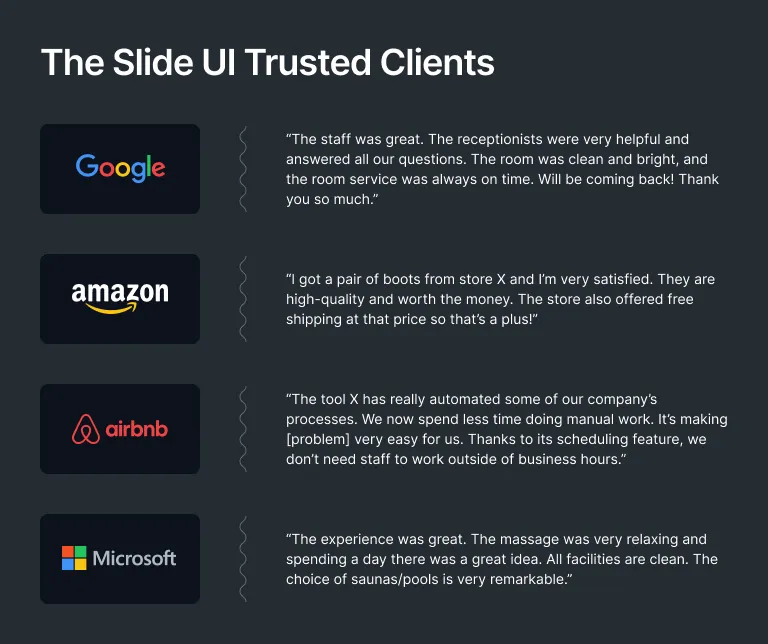 The Slide UI Trusted Clients
Google
“The staff was great. The receptionists were very helpful and
answered all our questions. The room was clean and bright, and
the room service was always on time. Will be coming back! Thank
you so much.”
amazon
“I got a pair of boots from store X and I’m very satisfied. They are
high-quality and worth the money. The store also offered free
shipping at that price so that’s a plus!”
airbnb
“The tool X has really automated some of our company’s
processes. We now spend less time doing manual work. It’s making
[problem] very easy for us. Thanks to its scheduling feature, we
don’t need staff to work outside of business hours.”
Microsoft
“The experience was great. The massage was very relaxing and
spending a day there was a great idea. All facilities are clean. The
choice of saunas/pools is very remarkable.”